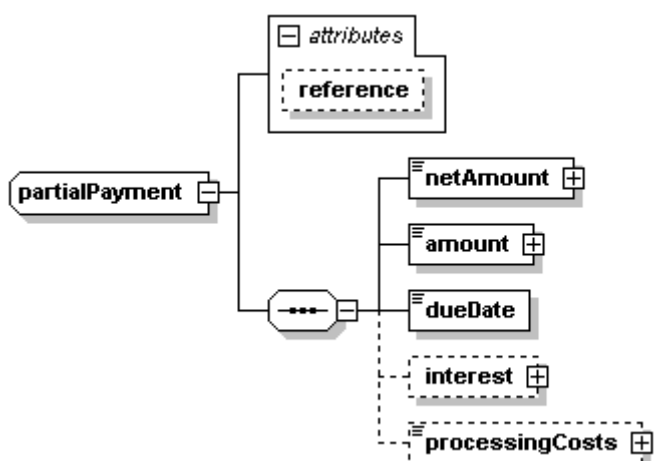 attributes
reference
partialPayment
netAmount
amount
dueDate
interest
processingCosts